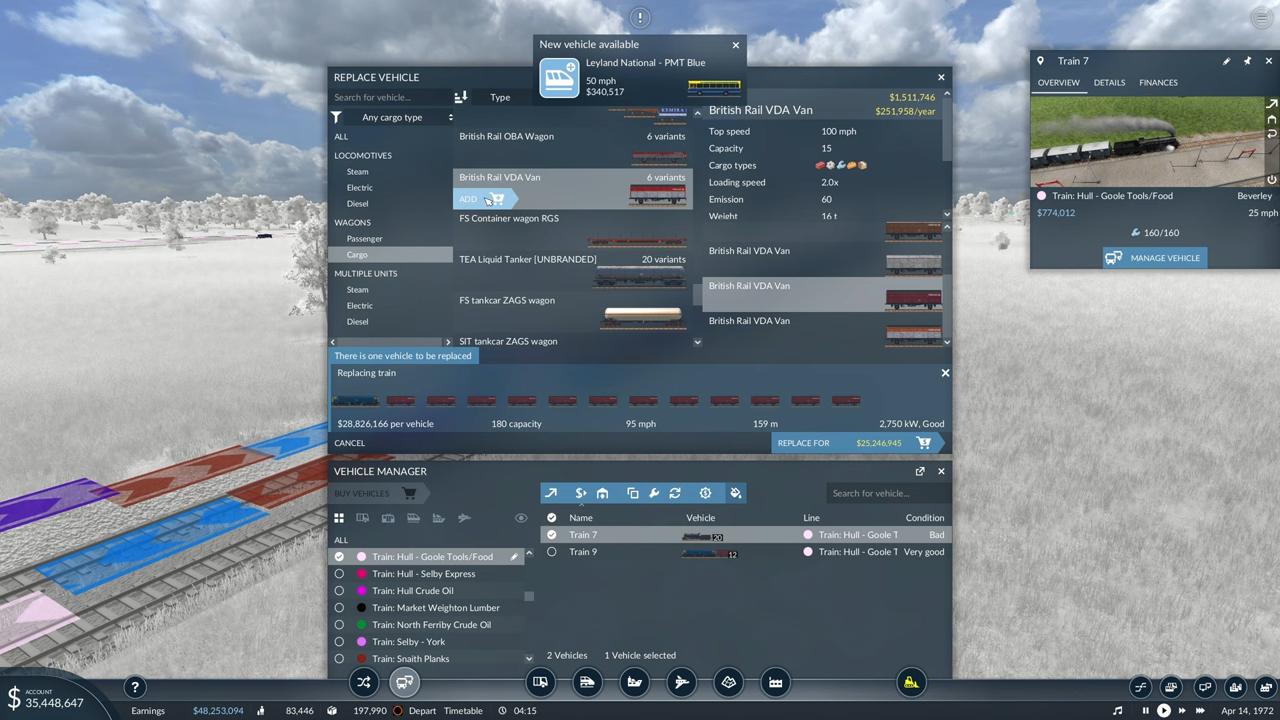 New vehicle available
Leyland National - PMT Blue
50 mph
$340,517
REPLACE VEHICLE
Search for vehicle...
Type
Any cargo type
ALL
LOCOMOTIVES
Steam
Electric
Diesel
WAGONS
Passenger
Cargo
MULTIPLE UNITS
Steam
Electric
Diesel
British Rail OBA Wagon 6 variants
British Rail VDA Van 6 variants
ADD
FS Container wagon RGS
TEA Liquid Tanker [UNBRANDED] 20 variants
FS tankcar ZAGS wagon
SIT tankcar ZAGS wagon
$1,511,746
British Rail VDA Van $251,958/year
Top speed 100 mph
Capacity 15
Cargo types
Loading speed 2.0x
Emission 60
Weight 16 t
British Rail VDA Van
British Rail VDA Van
British Rail VDA Van
There is one vehicle to be replaced
Replacing train
$28,826,166 per vehicle 180 capacity 95 mph 159 m 2,750 kW, Good
CANCEL
REPLACE FOR $25,246,945
VEHICLE MANAGER
BUY VEHICLES
Search for vehicle...
ALL
Train: Hull - Goole Tools/Food
Train: Hull - Selby Express
Train: Hull Crude Oil
Train: Market Weighton Lumber
Train: North Ferriby Crude Oil
Train: Selby - York
Train: Snaith Planks
Name Vehicle Line Condition
Train 7 20 Train: Hull - Goole T Bad
Train 9 12 Train: Hull - Goole T Very good
2 Vehicles 1 Vehicle selected
Train 7
OVERVIEW DETAILS FINANCES
Train: Hull - Goole Tools/Food Beverley
$774,012 25 mph
160/160
MANAGE VEHICLE
ACCOUNT
$ 35,448,647
?
Earnings $48,253,094 83,446 197,990 Depart Timetable 04:15
Apr 14, 1972